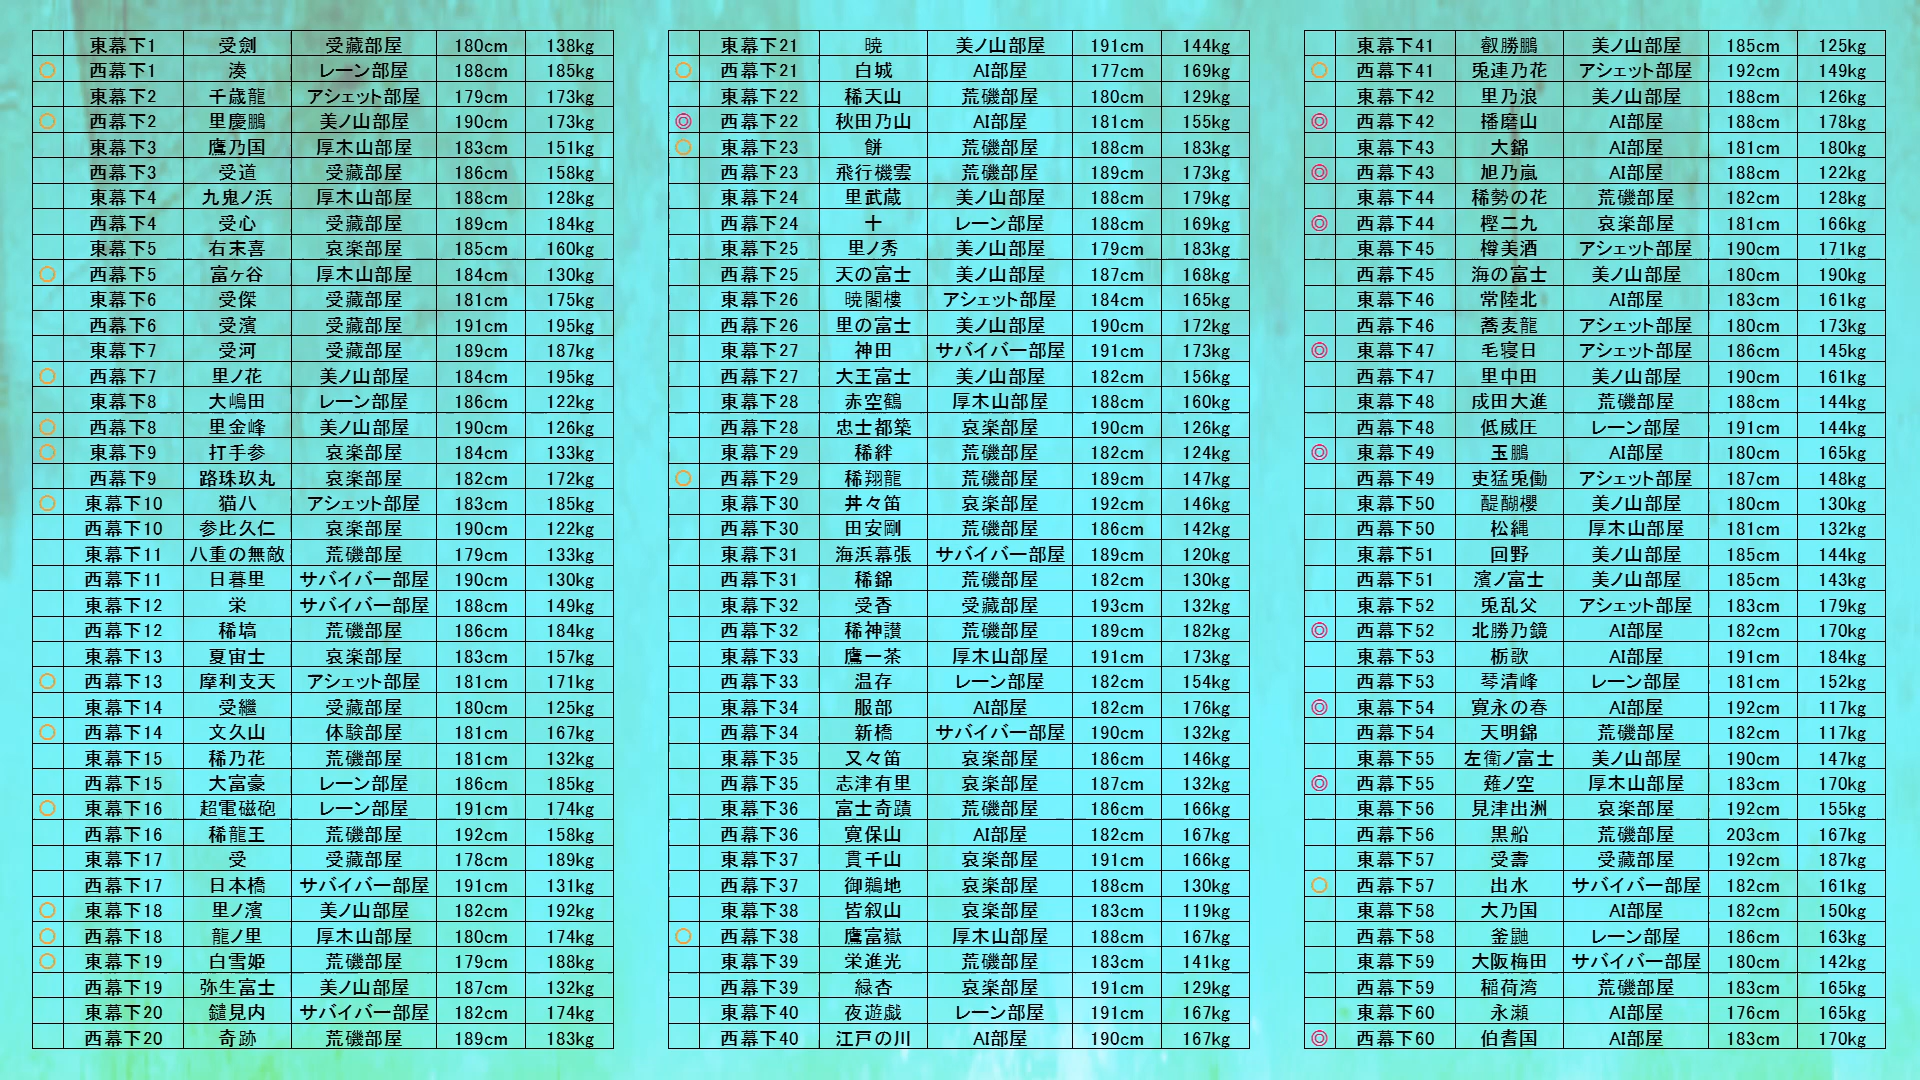 東幕下1 受劍 受藏部屋 180cm 138kg
○ 西幕下1 湊 レーン部屋 188cm 185kg
東幕下2 千歳龍 アシェット部屋 179cm 173kg
○ 西幕下2 里慶鵬 美ノ山部屋 190cm 173kg
東幕下3 鷹乃国 厚木山部屋 183cm 151kg
西幕下3 受道 受藏部屋 186cm 158kg
東幕下4 九鬼ノ浜 厚木山部屋 188cm 128kg
西幕下4 受心 受藏部屋 189cm 184kg
東幕下5 右末喜 哀楽部屋 185cm 160kg
○ 西幕下5 富ヶ谷 厚木山部屋 184cm 130kg
東幕下6 受傑 受藏部屋 181cm 175kg
西幕下6 受濱 受藏部屋 191cm 195kg
東幕下7 受河 受藏部屋 189cm 187kg
○ 西幕下7 里ノ花 美ノ山部屋 184cm 195kg
東幕下8 大嶋田 レーン部屋 186cm 122kg
○ 西幕下8 里金峰 美ノ山部屋 190cm 126kg
○ 東幕下9 打手参 哀楽部屋 184cm 133kg
西幕下9 路珠玖丸 哀楽部屋 182cm 172kg
○ 東幕下10 猫八 アシェット部屋 183cm 185kg
西幕下10 参比久仁 哀楽部屋 190cm 122kg
東幕下11 八重の無敵 荒磯部屋 179cm 133kg
西幕下11 日暮里 サバイバー部屋 190cm 130kg
東幕下12 栄 サバイバー部屋 188cm 149kg
西幕下12 稀塙 荒磯部屋 186cm 184kg
東幕下13 夏宙士 哀楽部屋 183cm 157kg
○ 西幕下13 摩利支天 アシェット部屋 181cm 171kg
東幕下14 受繼 受藏部屋 180cm 125kg
○ 西幕下14 文久山 体験部屋 181cm 167kg
東幕下15 稀乃花 荒磯部屋 181cm 132kg
西幕下15 大富豪 レーン部屋 186cm 185kg
○ 東幕下16 超電磁砲 レーン部屋 191cm 174kg
西幕下16 稀龍王 荒磯部屋 192cm 158kg
東幕下17 受 受藏部屋 178cm 189kg
西幕下17 日本橋 サバイバー部屋 191cm 131kg
○ 東幕下18 里ノ濱 美ノ山部屋 182cm 192kg
○ 西幕下18 龍ノ里 厚木山部屋 180cm 174kg
○ 東幕下19 白雪姫 荒磯部屋 179cm 188kg
西幕下19 弥生富士 美ノ山部屋 187cm 132kg
東幕下20 鑓見内 サバイバー部屋 182cm 174kg
西幕下20 奇跡 荒磯部屋 189cm 183kg
東幕下21 暁 美ノ山部屋 191cm 144kg
○ 西幕下21 白城 AI部屋 177cm 169kg
東幕下22 稀天山 荒磯部屋 180cm 129kg
◎ 西幕下22 秋田乃山 AI部屋 181cm 155kg
○ 東幕下23 餅 荒磯部屋 188cm 183kg
西幕下23 飛行機雲 荒磯部屋 189cm 173kg
東幕下24 里武蔵 美ノ山部屋 188cm 179kg
西幕下24 十 レーン部屋 188cm 169kg
東幕下25 里ノ秀 美ノ山部屋 179cm 183kg
西幕下25 天の富士 美ノ山部屋 187cm 168kg
東幕下26 暁閣樓 アシェット部屋 184cm 165kg
西幕下26 里の富士 美ノ山部屋 190cm 172kg
東幕下27 神田 サバイバー部屋 191cm 173kg
西幕下27 大王富士 美ノ山部屋 182cm 156kg
東幕下28 赤空鶴 厚木山部屋 188cm 160kg
西幕下28 忠士都築 哀楽部屋 190cm 126kg
東幕下29 稀絆 荒磯部屋 182cm 124kg
○ 西幕下29 稀翔龍 荒磯部屋 189cm 147kg
東幕下30 丼々笛 哀楽部屋 192cm 146kg
西幕下30 田安剛 荒磯部屋 186cm 142kg
東幕下31 海浜幕張 サバイバー部屋 189cm 120kg
西幕下31 稀錦 荒磯部屋 182cm 130kg
東幕下32 受香 受藏部屋 193cm 132kg
西幕下32 稀神讃 荒磯部屋 189cm 182kg
東幕下33 鷹一茶 厚木山部屋 191cm 173kg
西幕下33 温存 レーン部屋 182cm 154kg
東幕下34 服部 AI部屋 182cm 176kg
西幕下34 新橋 サバイバー部屋 190cm 132kg
東幕下35 又々笛 哀楽部屋 186cm 146kg
西幕下35 志津有里 哀楽部屋 187cm 132kg
東幕下36 富士奇蹟 荒磯部屋 186cm 166kg
西幕下36 寛保山 AI部屋 182cm 167kg
東幕下37 貫千山 哀楽部屋 191cm 166kg
西幕下37 御鵜地 哀楽部屋 188cm 130kg
東幕下38 皆叙山 哀楽部屋 183cm 119kg
○ 西幕下38 鷹富嶽 厚木山部屋 188cm 167kg
東幕下39 栄進光 荒磯部屋 183cm 141kg
西幕下39 緑杏 哀楽部屋 191cm 129kg
東幕下40 夜遊戯 レーン部屋 191cm 167kg
西幕下40 江戸の川 AI部屋 190cm 167kg
東幕下41 叡勝鵬 美ノ山部屋 185cm 125kg
○ 西幕下41 兎連乃花 アシェット部屋 192cm 149kg
東幕下42 里乃浪 美ノ山部屋 188cm 126kg
◎ 西幕下42 播磨山 AI部屋 188cm 178kg
東幕下43 大錦 AI部屋 181cm 180kg
◎ 西幕下43 旭乃嵐 AI部屋 188cm 122kg
東幕下44 稀勢の花 荒磯部屋 182cm 128kg
◎ 西幕下44 樫二九 哀楽部屋 181cm 166kg
東幕下45 樽美酒 アシェット部屋 190cm 171kg
西幕下45 海の富士 美ノ山部屋 180cm 190kg
東幕下46 常陸北 AI部屋 183cm 161kg
西幕下46 蕎麦龍 アシェット部屋 180cm 173kg
◎ 東幕下47 毛寝日 アシェット部屋 186cm 145kg
西幕下47 里中田 美ノ山部屋 190cm 161kg
東幕下48 成田大進 荒磯部屋 188cm 144kg
西幕下48 低威圧 レーン部屋 191cm 144kg
◎ 東幕下49 玉鵬 AI部屋 180cm 165kg
西幕下49 吏猛兎働 アシェット部屋 187cm 148kg
東幕下50 醍醐櫻 美ノ山部屋 180cm 130kg
西幕下50 松縄 厚木山部屋 181cm 132kg
東幕下51 回野 美ノ山部屋 185cm 144kg
西幕下51 濱ノ富士 美ノ山部屋 185cm 143kg
東幕下52 兎乱父 アシェット部屋 183cm 179kg
◎ 西幕下52 北勝乃鏡 AI部屋 182cm 170kg
東幕下53 栃歌 AI部屋 191cm 184kg
西幕下53 琴清峰 レーン部屋 181cm 152kg
◎ 東幕下54 寛永の春 AI部屋 192cm 117kg
西幕下54 天明錦 荒磯部屋 182cm 117kg
東幕下55 左衛ノ富士 美ノ山部屋 190cm 147kg
◎ 西幕下55 薙ノ空 厚木山部屋 183cm 170kg
東幕下56 見津出洲 哀楽部屋 192cm 155kg
西幕下56 黒船 荒磯部屋 203cm 167kg
東幕下57 受壽 受藏部屋 192cm 187kg
○ 西幕下57 出水 サバイバー部屋 182cm 161kg
東幕下58 大乃国 AI部屋 182cm 150kg
西幕下58 釜鼬 レーン部屋 186cm 163kg
東幕下59 大阪梅田 サバイバー部屋 180cm 142kg
西幕下59 稲荷湾 荒磯部屋 183cm 165kg
東幕下60 永瀬 AI部屋 176cm 165kg
◎ 西幕下60 伯耆国 AI部屋 183cm 170kg